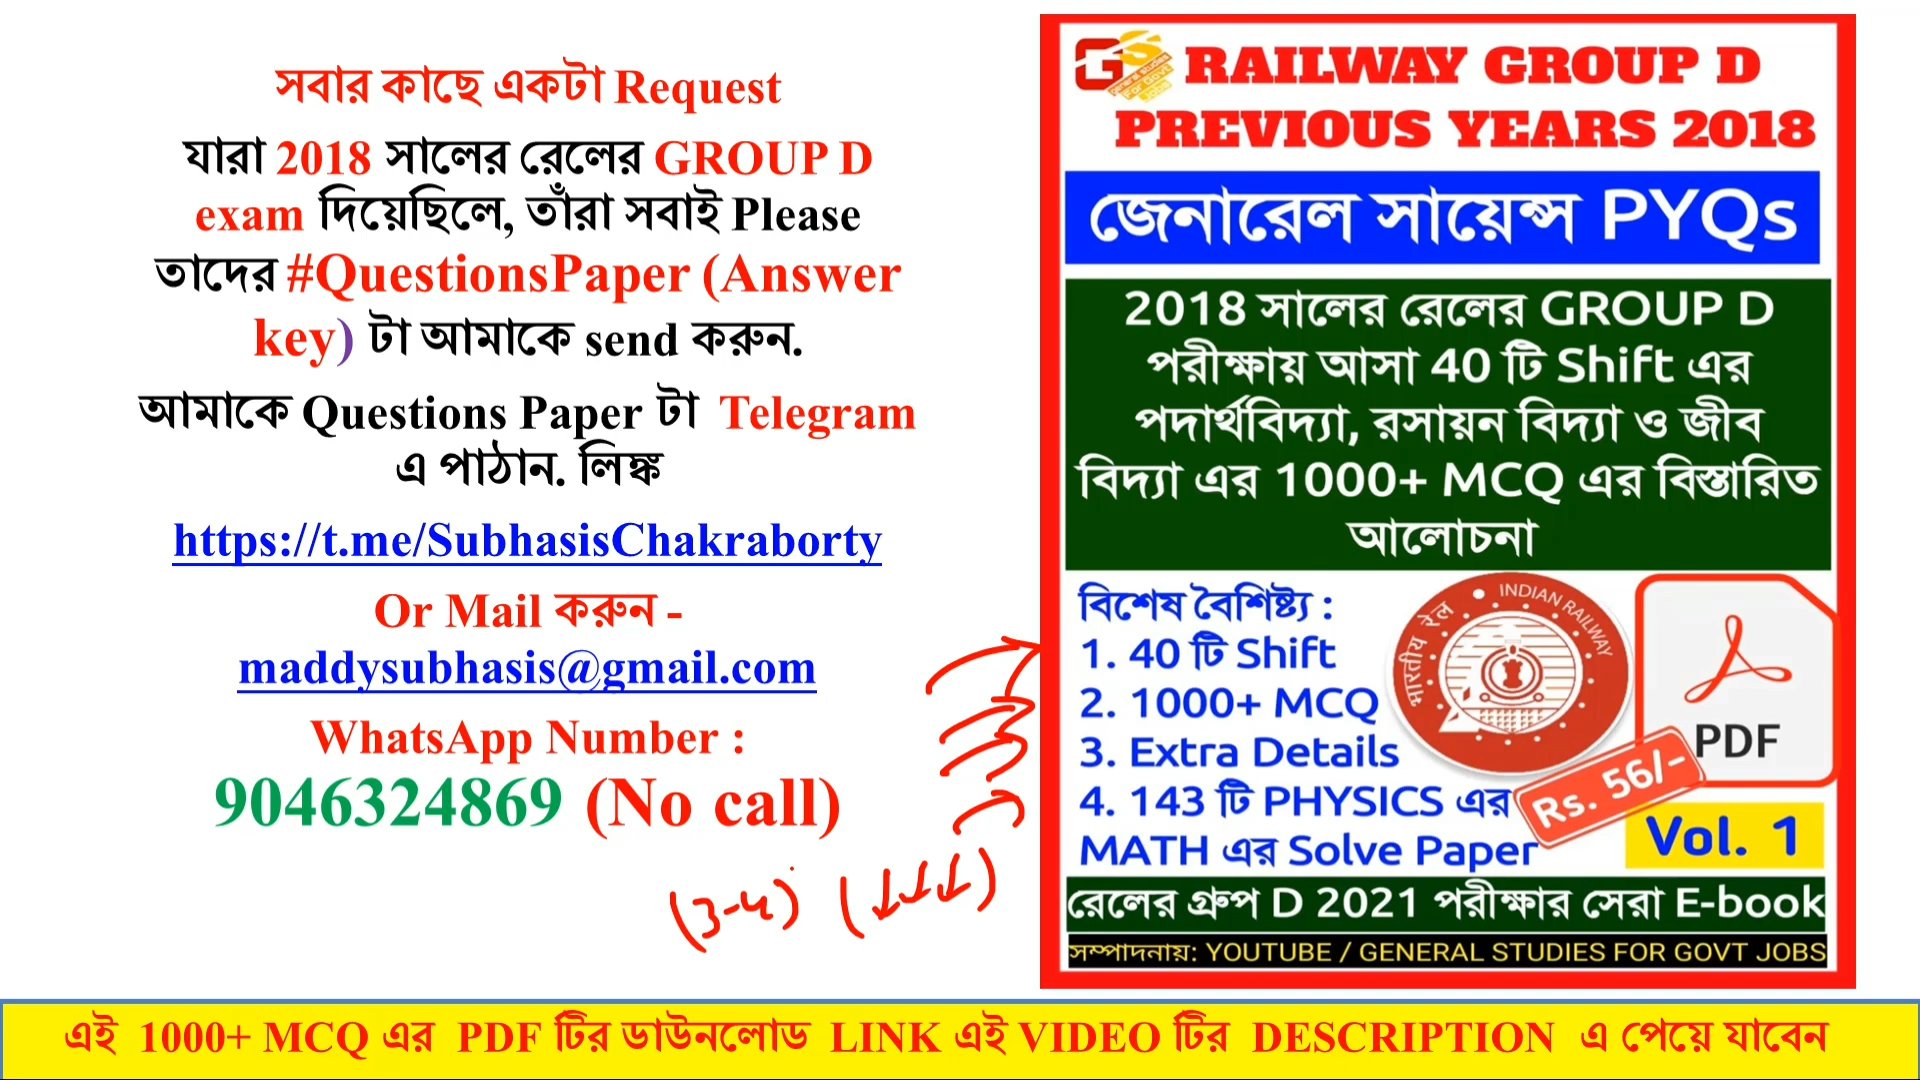 সবার কাছে একটা Request
যারা 2018 সালের রেলের GROUP D
exam দিয়েছিলে, তাঁরা সবাই Please
তাদের #QuestionsPaper (Answer
key) টা আমাকে send করুন.
আমাকে Questions Paper টা Telegram
এ পাঠান. লিঙ্ক
https://t.me/SubhasisChakraborty
Or Mail করুন -
maddysubhasis@gmail.com
WhatsApp Number :
9046324869 (No call)
(3-4)
GS
RAILWAY GROUP D
PREVIOUS YEARS 2018
জেনারেল সায়েন্স PYQs
2018 সালের রেলের GROUP D
পরীক্ষায় আসা 40 টি Shift এর
পদার্থবিদ্যা, রসায়ন বিদ্যা ও জীব
বিদ্যা এর 1000+ MCQ এর বিস্তারিত
আলোচনা
বিশেষ বৈশিষ্ট্য :
1. 40 টি Shift
2. 1000+ MCQ
3. Extra Details
4. 143 টি PHYSICS এর
MATH এর Solve Paper
भारतीय रेल INDIAN RAILWAY
PDF
Rs. 56/-
Vol. 1
রেলের গ্রুপ D 2021 পরীক্ষার সেরা E-book
সম্পাদনায়: YOUTUBE / GENERAL STUDIES FOR GOVT JOBS
এই 1000+ MCQ এর PDF টির ডাউনলোড LINK এই VIDEO টির DESCRIPTION এ পেয়ে যাবেন